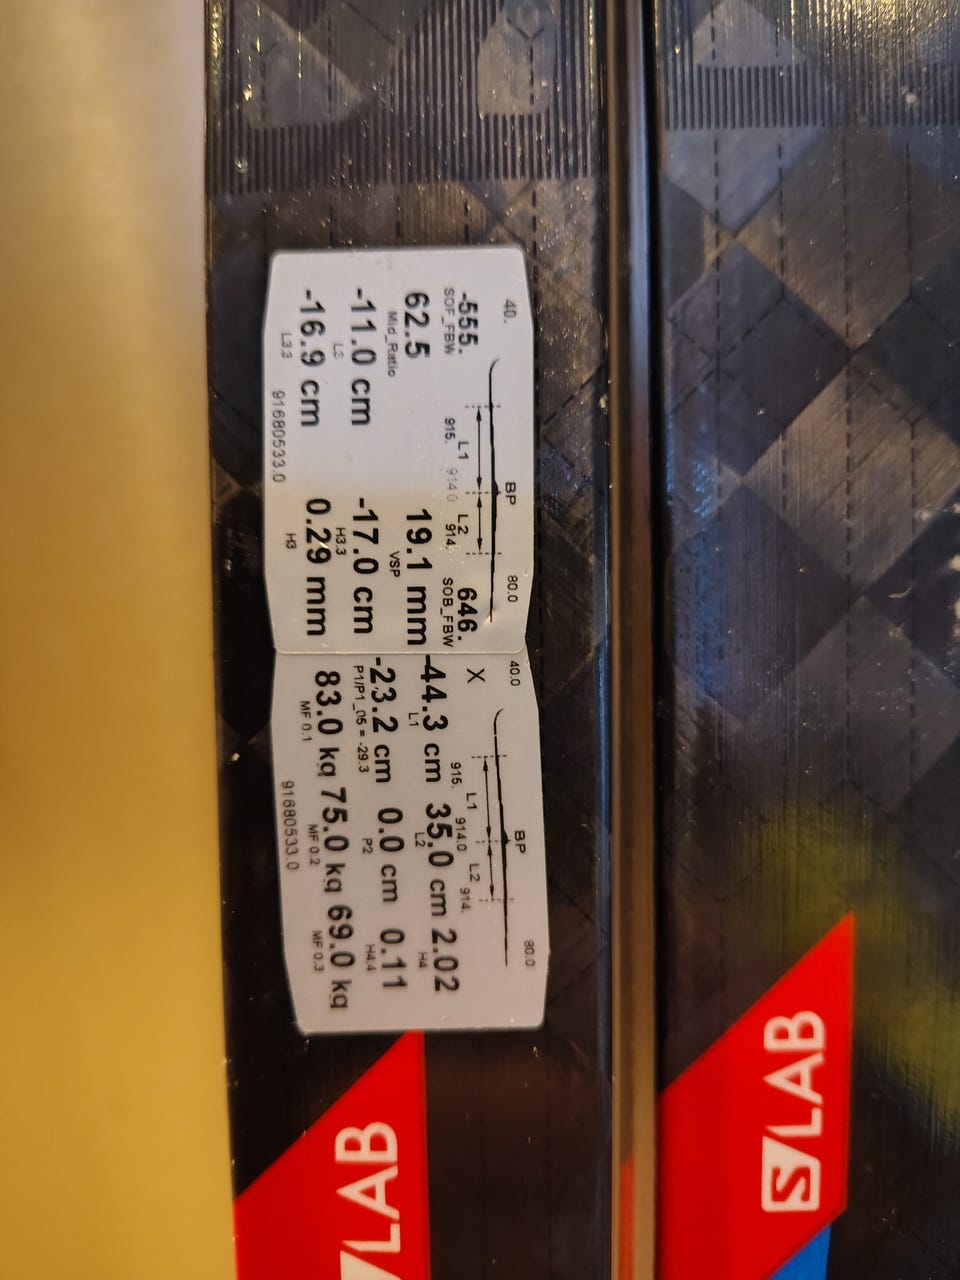 40. BP 80.0
L1 L2
915. 914.0 914.
-555. 646.
SOF_FBW SOB_FBW
62.5 19.1 mm
Mid_Ratio VSP
-11.0 cm -17.0 cm
L3 H3.3
-16.9 cm 0.29 mm
L3.3 H3
91680533.0
40.0 BP 80.0
L1 L2
915. 914.0 914.
X
-44.3 cm 35.0 cm 2.02
L1 L2 H4
-23.2 cm 0.0 cm 0.11
P1/P1_05 = -29.3 P2 H4.4
83.0 kg 75.0 kg 69.0 kg
MF 0.1 MF 0.2 MF 0.3
91680533.0
/LAB
S/LAB